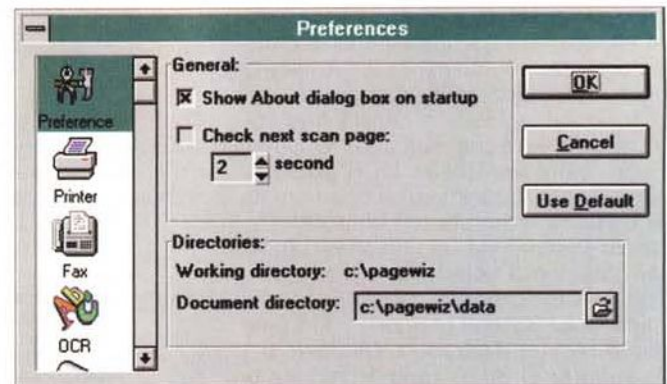 Preferences
Preference
Printer
Fax
OCR
General:
Show About dialog box on startup
Check next scan page:
2 second
Directories:
Working directory: c:\pagewiz
Document directory: c:\pagewiz\data
OK
Cancel
Use Default